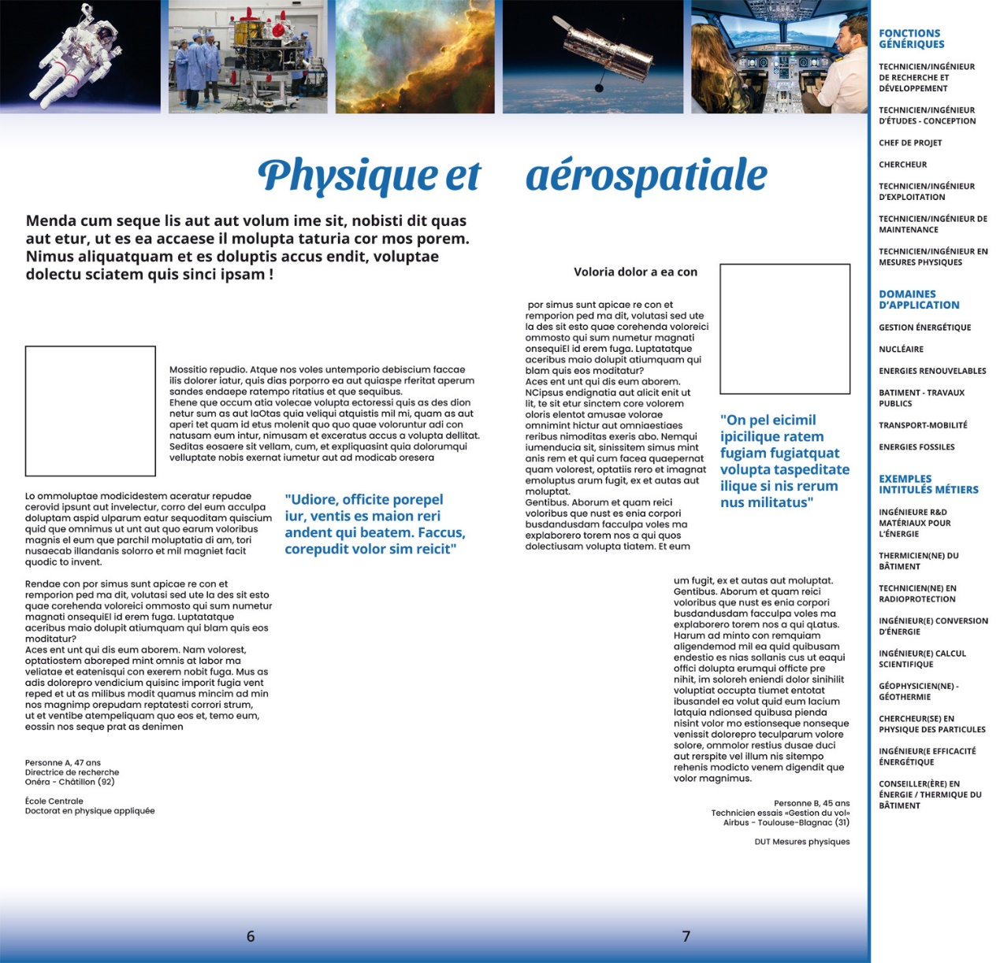 Physique et aérospatiale
Menda cum seque lis aut aut volum ime sit, nobisti dit quas
aut etur, ut es ea accaese il molupta taturia cor mos porem.
Nimus aliquatquam et es doluptis accus endit, voluptae
dolectu sciatem quis sinci ipsam !
Mossitio repudio. Atque nos voles untemporio debiscium faccae
ilis dolorer iatur, quis dias porporro ea aut quiaspe rferitat aperum
sandes endaepe ratempo ritatius et que sequibus.
Ehene que occum atia volecae volupta ectoressi quis as des dion
netur sum as aut laOtas quia veliqui atquistis mil mi, quam as aut
aperi tet quam id etus molenit quo quo quae voloruntur adi con
natusam eum intur, nimusam et exceratus accus a volupta dellitat.
Seditas eosaere sit vellam, cum, et expliquasint quia dolorumqui
velluptate nobis exernat iumetur aut ad modicab oresera
Lo ommoluptae modicidestem aceratur repudae
cerovid ipsunt aut invelectur, corro del eum acculpa
doluptam aspid ulparum eatur sequoditam quiscium
quid que omnimus ut unt aut quo earum voloribus
magnis el eum que parchil moluptatia di am, tori
nusaecab illandanis solorro et mil magniet facit
quodic to invent.
Rendae con por simus sunt apicae re con et
remporion ped ma dit, volutasi sed ute la des sit esto
quae corehenda voloreici ommosto qui sum numetur
magnati onsequiEl id erem fuga. Luptatatque
aceribus maio dolupit atiumquam qui blam quis eos
moditatur?
Aces ent unt qui dis eum aborem. Nam volorest,
optatiostem aboreped mint omnis at labor ma
veliatae et eatenisqui con exerem nobit fuga. Mus as
adis dolorepro vendicium quisinc imporit fugia vent
reped et ut as milibus modit quamus mincim ad min
nos magnimp orepudam reptatesti corrori strum,
ut et ventibe atempeliquam quo eos et, temo eum,
eossin nos seque prat as denimen
"Udiore, officite porepel
iur, ventis es maion reri
andent qui beatem. Faccus,
corepudit volor sim reicit"
Personne A, 47 ans
Directrice de recherche
Onéra - Châtillon (92)
École Centrale
Doctorat en physique appliquée
6
Voloria dolor a ea con
por simus sunt apicae re con et
remporion ped ma dit, volutasi sed ute
la des sit esto quae corehenda voloreici
ommosto qui sum numetur magnati
onsequiEl id erem fuga. Luptatatque
aceribus maio dolupit atiumquam qui
blam quis eos moditatur?
Aces ent unt qui dis eum aborem.
NCipsus endignatia aut alicit enit ut
lit, te sit etur sinctem core volorem
oloris elentot amusae volorae
omnimint hictur aut omniaestiaes
reribus nimoditas exeris abo. Nemqui
iumenducia sit, sinissitem simus mint
anis rem et qui cum facea quaepernat
quam volorest, optatiis rero et imagnat
emoluptus arum fugit, ex et autas aut
moluptat.
Gentibus. Aborum et quam reici
voloribus que nust es enia corpori
busdandusdam facculpa voles ma
explaborero torem nos a qui quos
dolectiusam volupta tiatem. Et eum
"On pel eicimil
ipicilique ratem
fugiam fugiatquat
volupta taspeditate
ilique si nis rerum
nus militatus"
um fugit, ex et autas aut moluptat.
Gentibus. Aborum et quam reici
voloribus que nust es enia corpori
busdandusdam facculpa voles ma
explaborero torem nos a qui qLatus.
Harum ad minto con remquiam
aligendemod mil ea quid quibusam
endestio es nias sollanis cus ut eaqui
offici dolupta erumqui officte pre
nihit, im soloreh eniendi dolor sinihilit
voluptiat occupta tiumet entotat
ibusandel ea volut quid eum lacium
latquia ndionsed quibusa pienda
nisint volor mo estionseque nonseque
venissit dolorepro teculparum volore
solore, ommolor restius dusae duci
aut rerspite vel illum nis sitempo
rehenis modicto venem digendit que
volor magnimus.
Personne B, 45 ans
Technicien essais «Gestion du vol»
Airbus - Toulouse-Blagnac (31)
DUT Mesures physiques
7
FONCTIONS
GÉNÉRIQUES
TECHNICIEN/INGÉNIEUR
DE RECHERCHE ET
DÉVELOPPEMENT
TECHNICIEN/INGÉNIEUR
D'ÉTUDES - CONCEPTION
CHEF DE PROJET
CHERCHEUR
TECHNICIEN/INGÉNIEUR
D'EXPLOITATION
TECHNICIEN/INGÉNIEUR DE
MAINTENANCE
TECHNICIEN/INGÉNIEUR EN
MESURES PHYSIQUES
DOMAINES
D'APPLICATION
GESTION ÉNERGÉTIQUE
NUCLÉAIRE
ENERGIES RENOUVELABLES
BATIMENT - TRAVAUX
PUBLICS
TRANSPORT-MOBILITÉ
ENERGIES FOSSILES
EXEMPLES
INTITULÉS MÉTIERS
INGÉNIEURE R&D
MATÉRIAUX POUR
L'ÉNERGIE
THERMICIEN(NE) DU
BÂTIMENT
TECHNICIEN(NE) EN
RADIOPROTECTION
INGÉNIEUR(E) CONVERSION
D'ÉNERGIE
INGÉNIEUR(E) CALCUL
SCIENTIFIQUE
GÉOPHYSICIEN(NE) -
GÉOTHERMIE
CHERCHEUR(SE) EN
PHYSIQUE DES PARTICULES
INGÉNIEUR(E EFFICACITÉ
ÉNERGÉTIQUE
CONSEILLER(ÈRE) EN
ÉNERGIE / THERMIQUE DU
BÂTIMENT